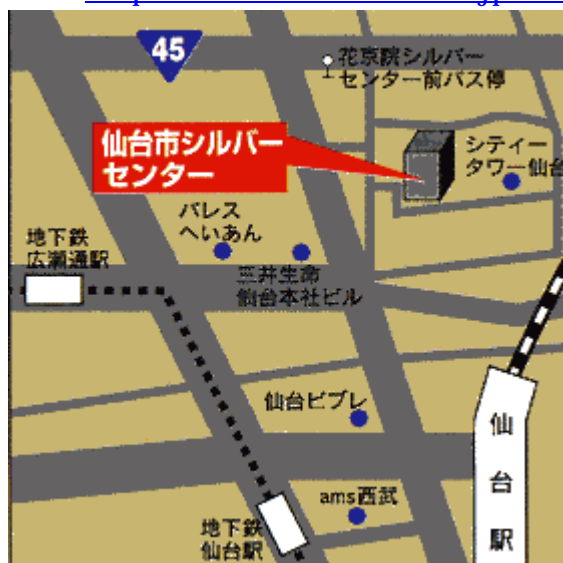 45
花京院シルバー
センター前バス停
仙台市シルバー
センター
シティー
タワー仙台
パレス
へいあん
地下鉄
広瀬通駅
三井生命
仙台本社ビル
仙台ビブレ
仙台駅
ams西武
地下鉄
仙台駅